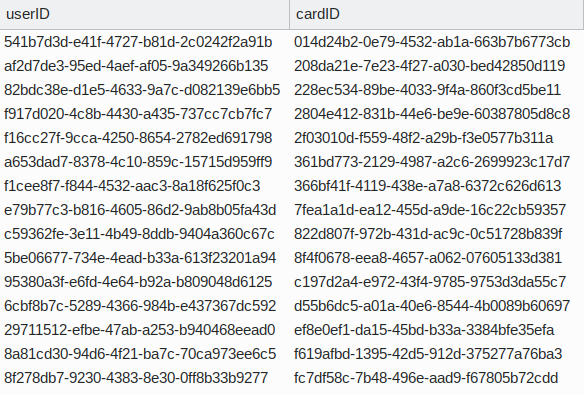 userID cardID
541b7d3d-e41f-4727-b81d-2c0242f2a91b 014d24b2-0e79-4532-ab1a-663b7b6773cb
af2d7de3-95ed-4aef-af05-9a349266b135 208da21e-7e23-4f27-a030-bed42850d119
82bdc38e-d1e5-4633-9a7c-d082139e6bb5 228ec534-89be-4033-9f4a-860f3cd5be11
f917d020-4c8b-4430-a435-737cc7cb7fc7 2804e412-831b-44e6-be9e-60387805d8c8
f16cc27f-9cca-4250-8654-2782ed691798 2f03010d-f559-48f2-a29b-f3e0577b311a
a653dad7-8378-4c10-859c-15715d959ff9 361bd773-2129-4987-a2c6-2699923c17d7
f1cee8f7-f844-4532-aac3-8a18f625f0c3 366bf41f-4119-438e-a7a8-6372c626d613
e79b77c3-b816-4605-86d2-9ab8b05fa43d 7fea1a1d-ea12-455d-a9de-16c22cb59357
c59362fe-3e11-4b49-8ddb-9404a360c67c 822d807f-972b-431d-ac9c-0c51728b839f
5be06677-734e-4ead-b33a-613f23201a94 8f4f0678-eea8-4657-a062-07605133d381
95380a3f-e6fd-4e64-b92a-b809048d6125 c197d2a4-e972-43f4-9785-9753d3da55c7
6cbf8b7c-5289-4366-984b-e437367dc592 d55b6dc5-a01a-40e6-8544-4b0089b60697
29711512-efbe-47ab-a253-b940468eead0 ef8e0ef1-da15-45bd-b33a-3384bfe35efa
8a81cd30-94d6-4f21-ba7c-70ca973ee6c5 f619afbd-1395-42d5-912d-375277a76ba3
8f278db7-9230-4383-8e30-0ff8b33b9277 fc7df58c-7b48-496e-aad9-f67805b72cdd